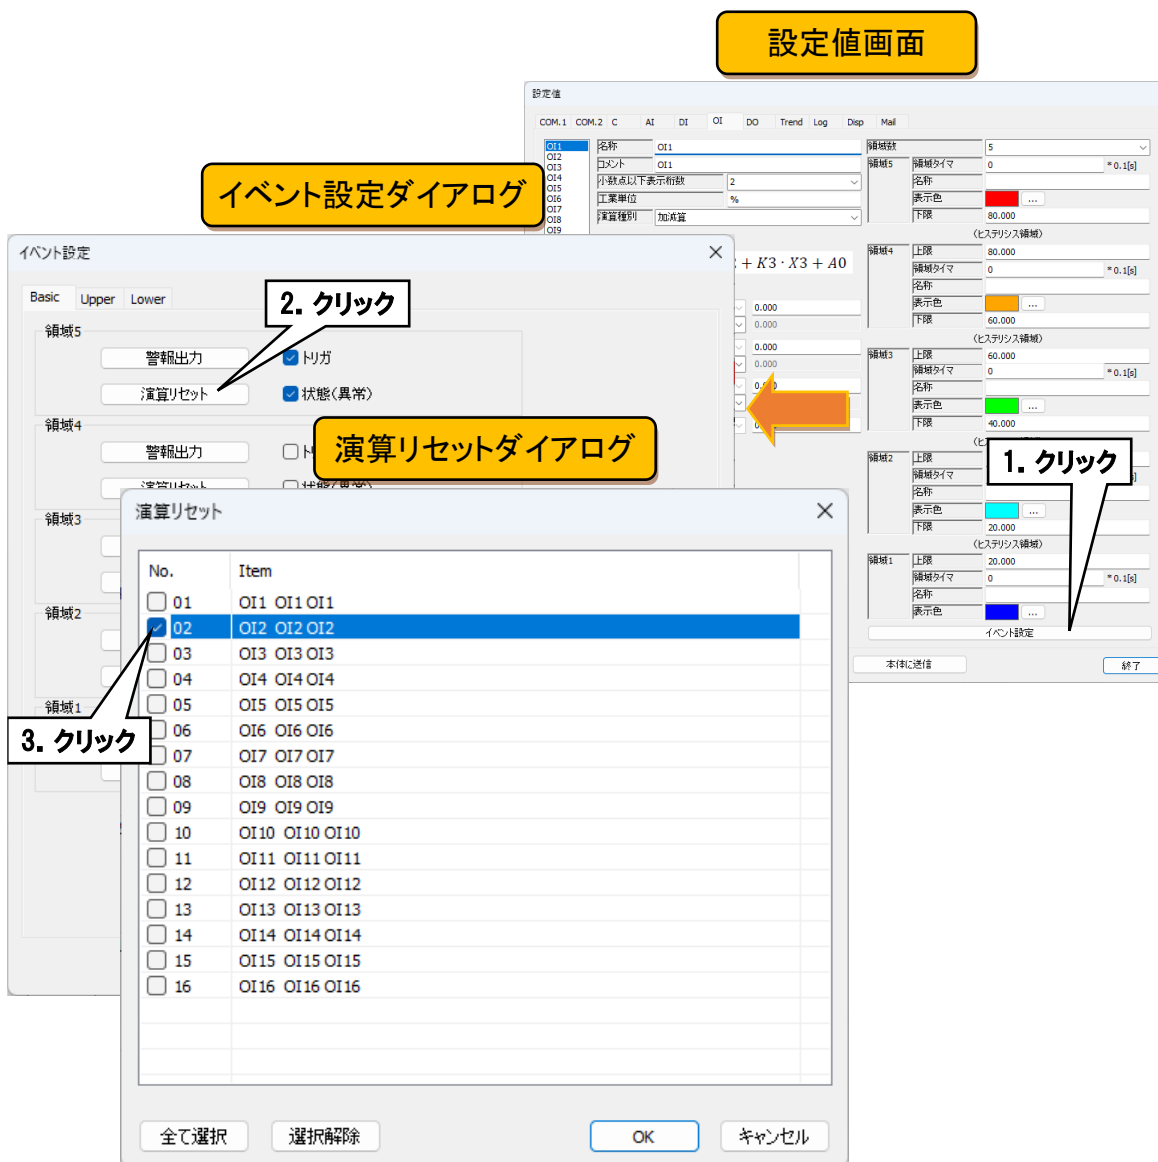 設定値画面
設定値
COM.1 COM.2 C AI DI OI DO Trend Log Disp Mail
OI1
OI2
OI3
OI4
OI5
OI6
OI7
OI8
OI9
名称 OI1
コメント OI1
小数点以下表示桁数 2
工業単位 %
演算種別 加減算
+ K3 · X3 + A0
0.000
0.000
0.000
0.000
領域数 5
領域5 領域タイマ 0 * 0.1[s]
名称
表示色 ...
下限 80.000
(ヒステリシス領域)
領域4 上限 80.000
領域タイマ 0 * 0.1[s]
名称
表示色 ...
下限 60.000
(ヒステリシス領域)
領域3 上限 60.000
領域タイマ 0 * 0.1[s]
名称
表示色 ...
下限 40.000
領域2 上限
領域タイマ
名称
表示色 ...
下限 20.000
(ヒステリシス領域)
領域1 上限 20.000
領域タイマ 0 * 0.1[s]
名称
表示色 ...
イベント設定
本体に送信 終了
1. クリック
イベント設定ダイアログ
イベント設定
Basic Upper Lower
2. クリック
領域5
警報出力 トリガ
演算リセット 状態(異常)
領域4
警報出力
演算リセット 状態(異常)
領域3
領域2
領域1
3. クリック
演算リセットダイアログ
演算リセット
No. Item
01 OI1 OI1 OI1
02 OI2 OI2 OI2
03 OI3 OI3 OI3
04 OI4 OI4 OI4
05 OI5 OI5 OI5
06 OI6 OI6 OI6
07 OI7 OI7 OI7
08 OI8 OI8 OI8
09 OI9 OI9 OI9
10 OI10 OI10 OI10
11 OI11 OI11 OI11
12 OI12 OI12 OI12
13 OI13 OI13 OI13
14 OI14 OI14 OI14
15 OI15 OI15 OI15
16 OI16 OI16 OI16
全て選択 選択解除 OK キャンセル